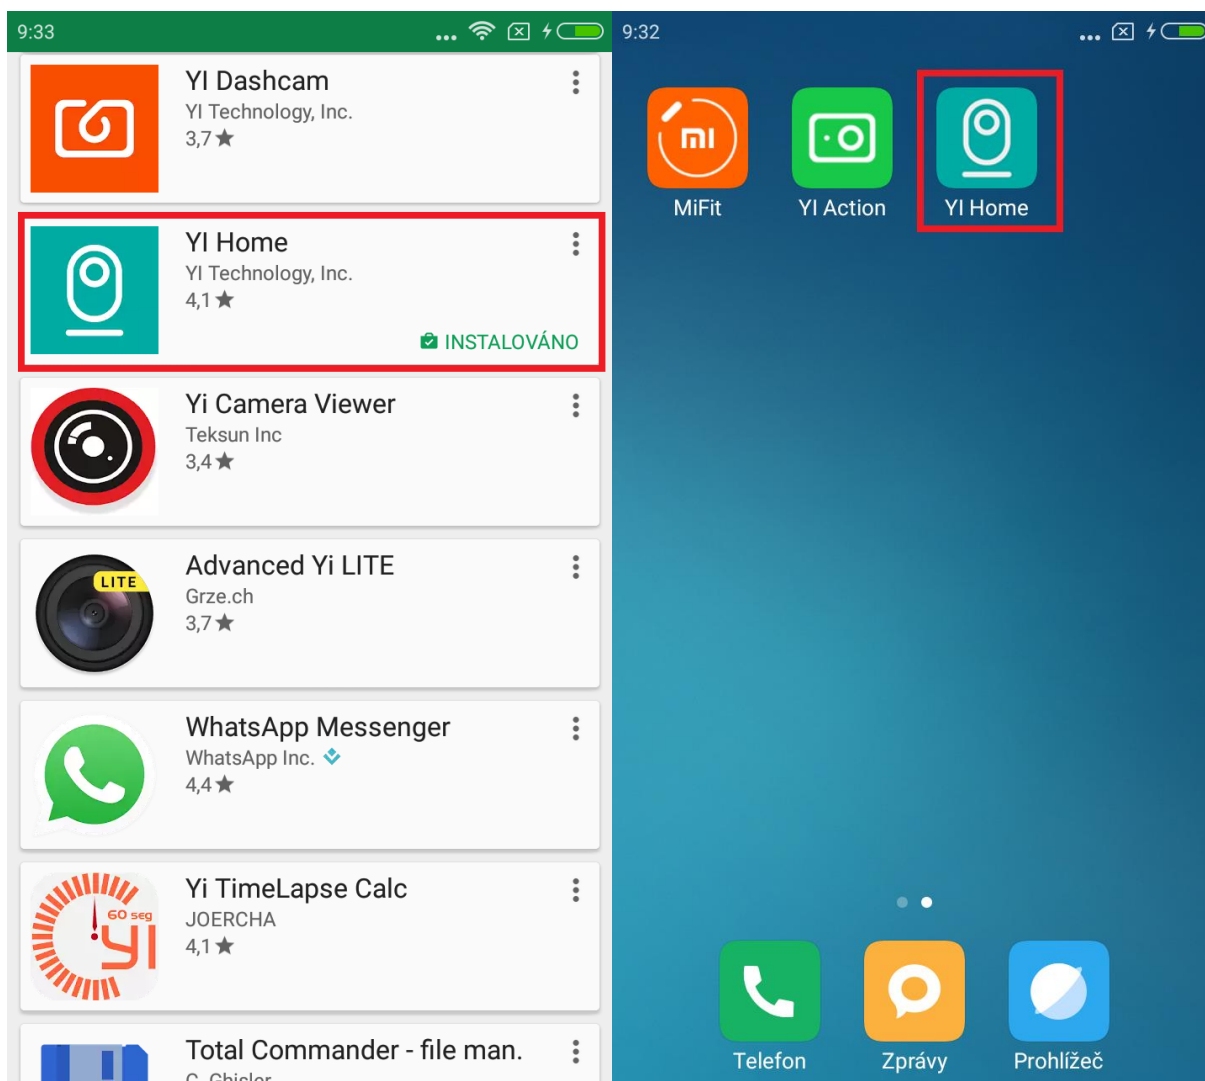 9:33
YI Dashcam
YI Technology, Inc.
3,7
YI Home
YI Technology, Inc.
4,1
INSTALOVÁNO
Yi Camera Viewer
Teksun Inc
3,4
LITE
Advanced Yi LITE
Grze.ch
3,7
WhatsApp Messenger
WhatsApp Inc.
4,4
60 seg
YI
Yi TimeLapse Calc
JOERCHA
4,1
Total Commander - file man.
C. Ghisler
9:32
MI
MiFit
YI Action
YI Home
Telefon
Zprávy
Prohlížeč